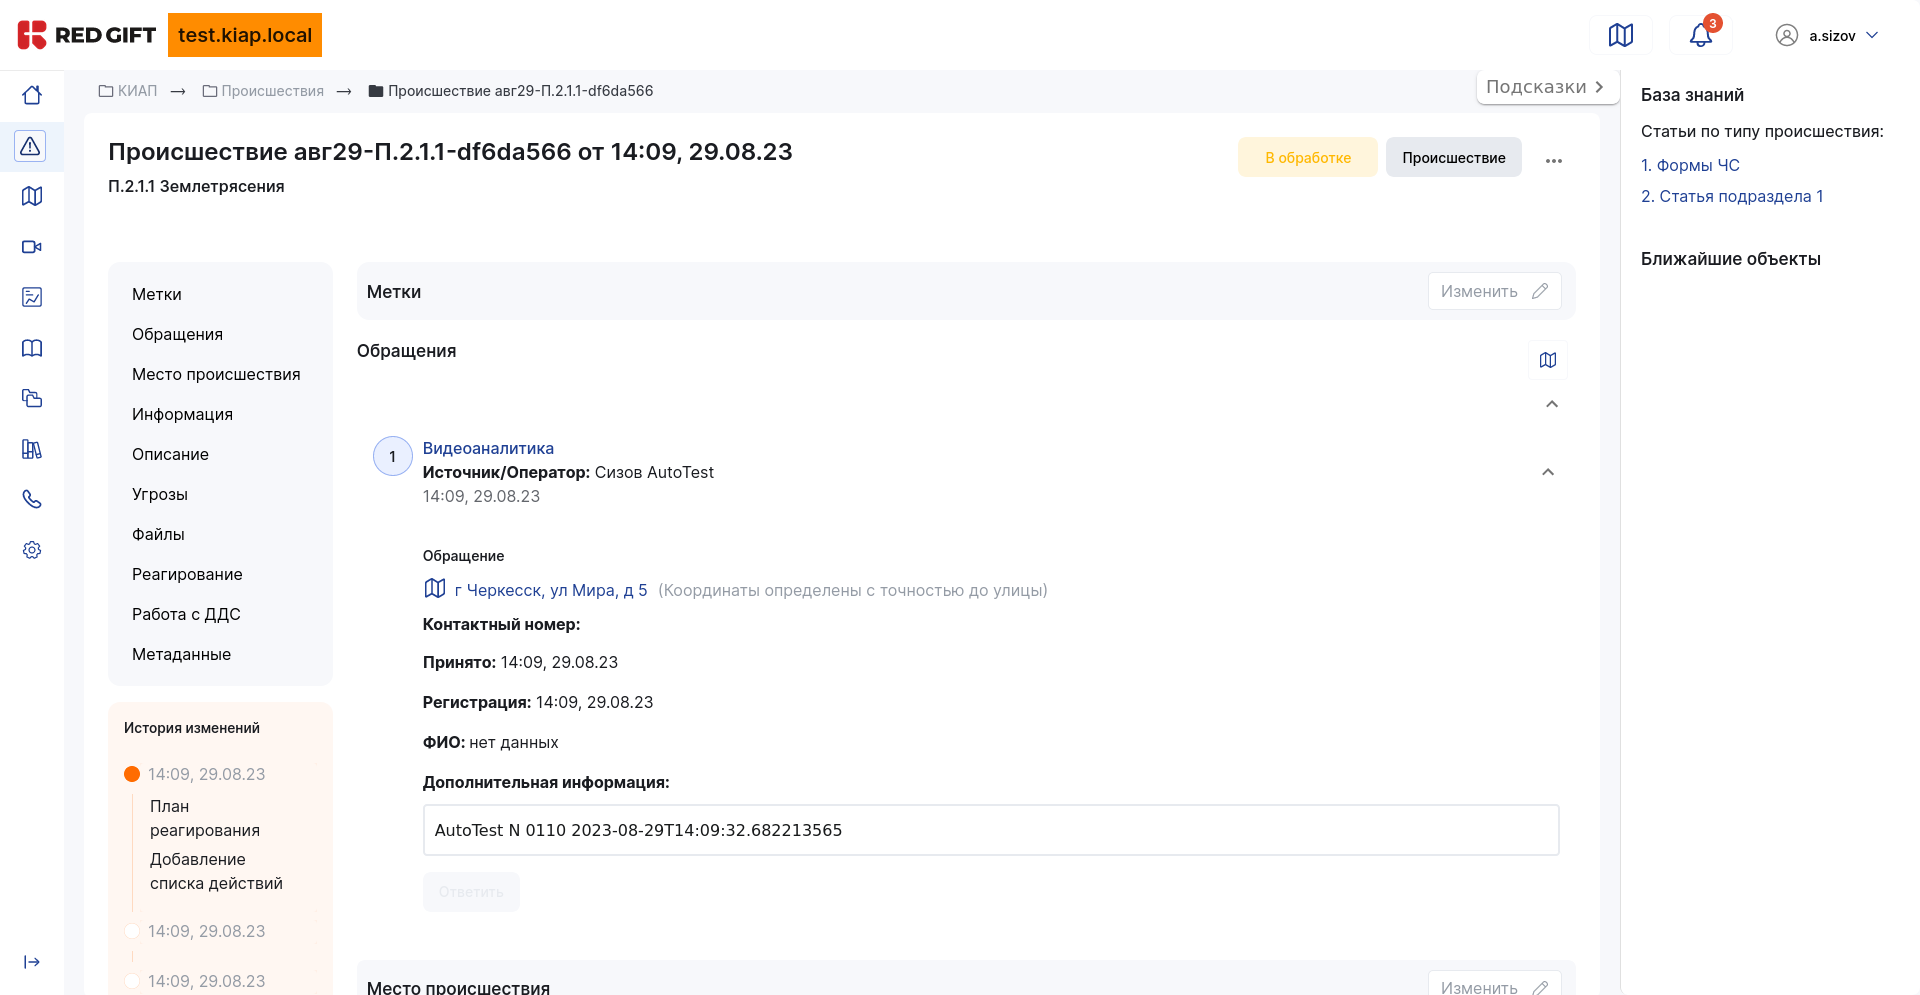 RED GIFT
test.kiap.local
3
a.sizov
КИАП → Происшествия → Происшествие авг29-П.2.1.1-df6da566
Подсказки
Происшествие авг29-П.2.1.1-df6da566 от 14:09, 29.08.23
П.2.1.1 Землетрясения
В обработке
Происшествие
...
Метки
Обращения
Место происшествия
Информация
Описание
Угрозы
Файлы
Реагирование
Работа с ДДС
Метаданные
История изменений
14:09, 29.08.23
План
реагирования
Добавление
списка действий
14:09, 29.08.23
14:09, 29.08.23
Метки
Изменить
Обращения
1
Видеоаналитика
Источник/Оператор: Сизов AutoTest
14:09, 29.08.23
Обращение
г Черкесск, ул Мира, д 5 (Координаты определены с точностью до улицы)
Контактный номер:
Принято: 14:09, 29.08.23
Регистрация: 14:09, 29.08.23
ФИО: нет данных
Дополнительная информация:
AutoTest N 0110 2023-08-29T14:09:32.682213565
Ответить
Место происшествия
Изменить
База знаний
Статьи по типу происшествия:
1. Формы ЧС
2. Статья подраздела 1
Ближайшие объекты